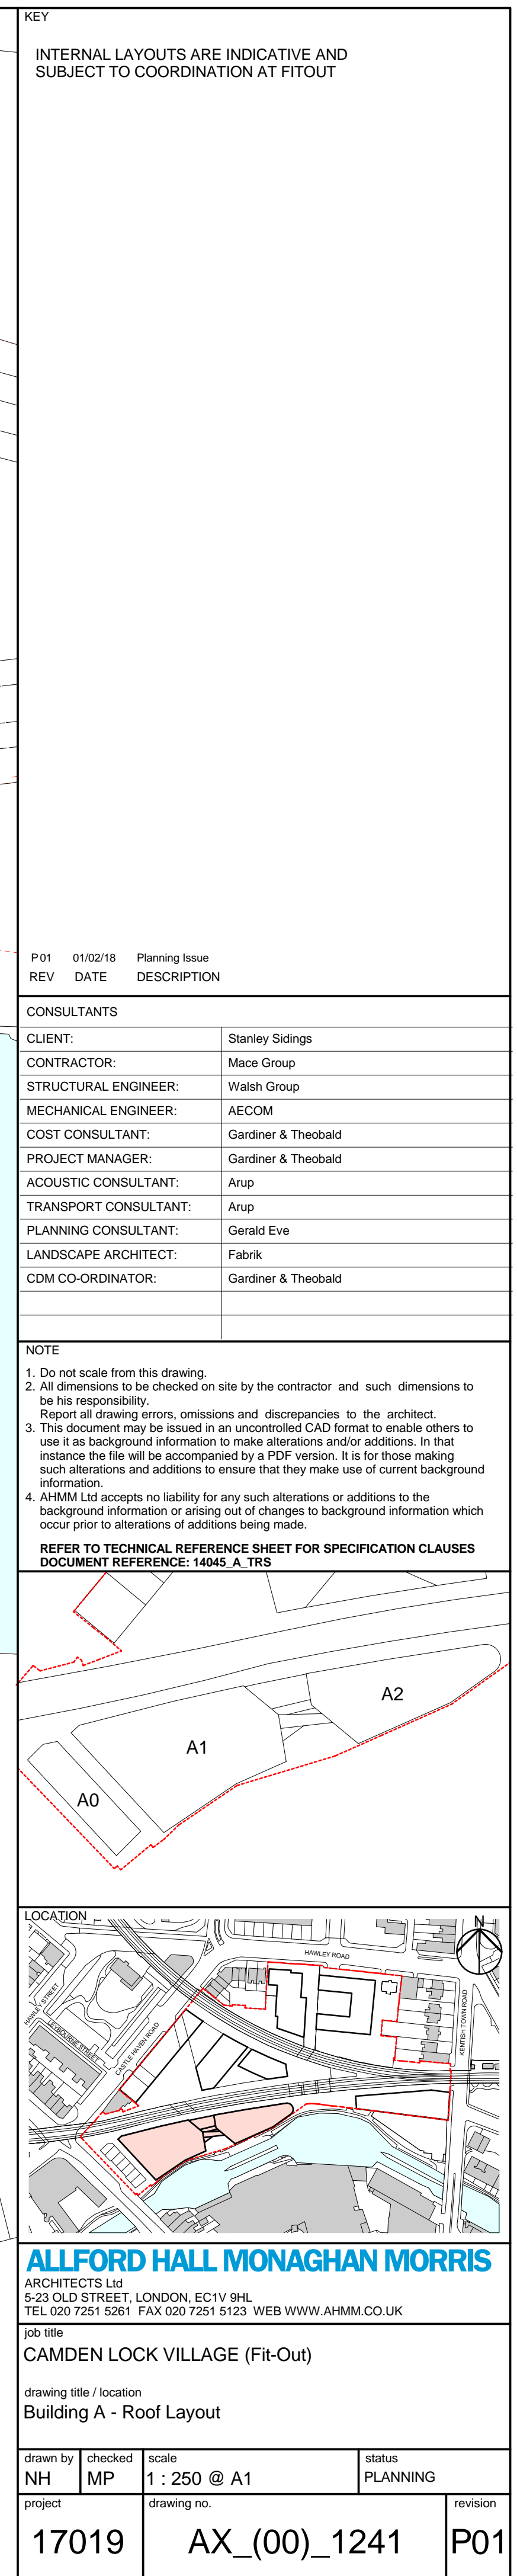 KEY
INTERNAL LAYOUTS ARE INDICATIVE AND
SUBJECT TO COORDINATION AT FITOUT
P01 01/02/18 Planning Issue
REV DATE DESCRIPTION
CONSULTANTS
CLIENT: Stanley Sidings
CONTRACTOR: Mace Group
STRUCTURAL ENGINEER: Walsh Group
MECHANICAL ENGINEER: AECOM
COST CONSULTANT: Gardiner & Theobald
PROJECT MANAGER: Gardiner & Theobald
ACOUSTIC CONSULTANT: Arup
TRANSPORT CONSULTANT: Arup
PLANNING CONSULTANT: Gerald Eve
LANDSCAPE ARCHITECT: Fabrik
CDM CO-ORDINATOR: Gardiner & Theobald
NOTE
1. Do not scale from this drawing.
2. All dimensions to be checked on site by the contractor and such dimensions to
be his responsibility.
Report all drawing errors, omissions and discrepancies to the architect.
3. This document may be issued in an uncontrolled CAD format to enable others to
use it as background information to make alterations and/or additions. In that
instance the file will be accompanied by a PDF version. It is for those making
such alterations and additions to ensure that they make use of current background
information.
4. AHMM Ltd accepts no liability for any such alterations or additions to the
background information or arising out of changes to background information which
occur prior to alterations of additions being made.
REFER TO TECHNICAL REFERENCE SHEET FOR SPECIFICATION CLAUSES
DOCUMENT REFERENCE: 14045_A_TRS
A2
A1
A0
LOCATION
N
HAWLEY ROAD
HAWLEY STREET
LEYBOURNE STREET
CASTLE HAVEN ROAD
KENTISH TOWN ROAD
ALLFORD HALL MONAGHAN MORRIS
ARCHITECTS Ltd
5-23 OLD STREET, LONDON, EC1V 9HL
TEL 020 7251 5261 FAX 020 7251 5123 WEB WWW.AHMM.CO.UK
job title
CAMDEN LOCK VILLAGE (Fit-Out)
drawing title / location
Building A - Roof Layout
drawn by checked scale status
NH MP 1 : 250 @ A1 PLANNING
project drawing no. revision
17019 AX_(00)_1241 P01